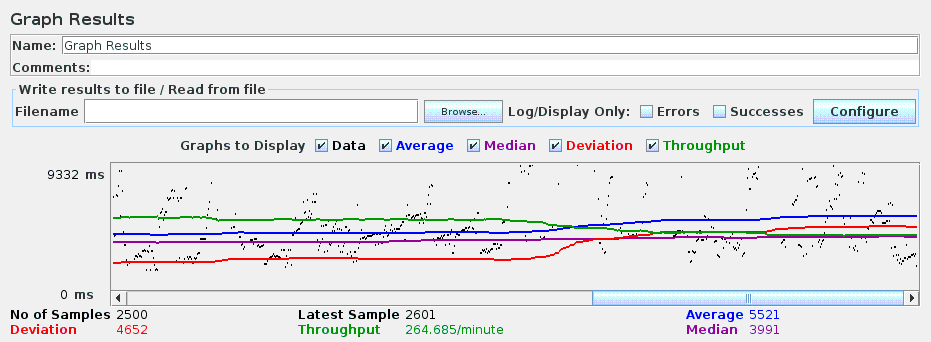 Graph Results
Name: Graph Results
Comments:
Write results to file / Read from file
Filename Browse... Log/Display Only: Errors Successes Configure
Graphs to Display Data Average Median Deviation Throughput
9332 ms
0 ms
No of Samples 2500 Latest Sample 2601 Average 5521
Deviation 4652 Throughput 264.685/minute Median 3991